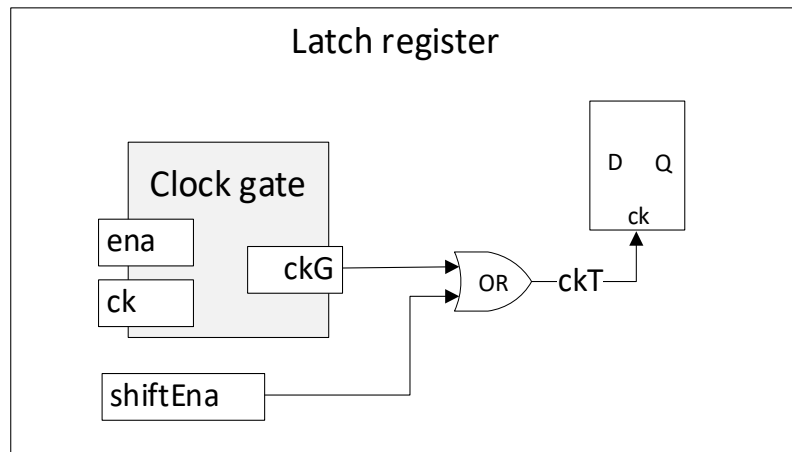 Latch register
Clock gate
ena
ck
ckG
shiftEna
OR
ckT
D Q
ck